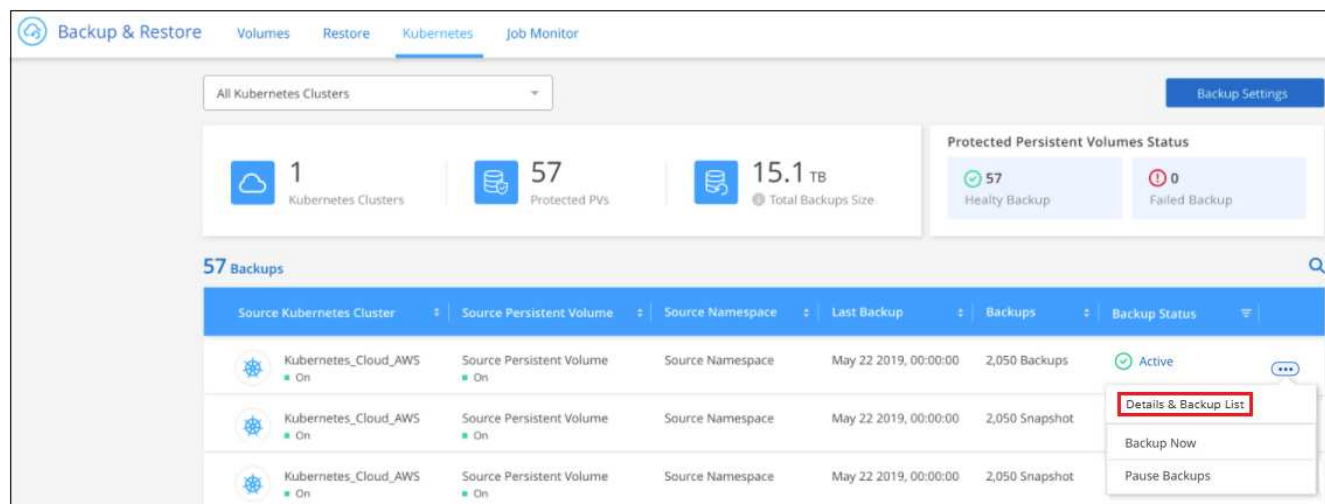 Backup & Restore Volumes Restore Kubernetes Job Monitor
All Kubernetes Clusters
Backup Settings
1
Kubernetes Clusters
57
Protected PVs
15.1 TB
Total Backups Size
Protected Persistent Volumes Status
57
Healty Backup
0
Failed Backup
57 Backups
Source Kubernetes Cluster Source Persistent Volume Source Namespace Last Backup Backups Backup Status
Kubernetes_Cloud_AWS Source Persistent Volume Source Namespace May 22 2019, 00:00:00 2,050 Backups Active
On On
Details & Backup List
Kubernetes_Cloud_AWS Source Persistent Volume Source Namespace May 22 2019, 00:00:00 2,050 Snapshot
On On
Backup Now
Kubernetes_Cloud_AWS Source Persistent Volume Source Namespace May 22 2019, 00:00:00 2,050 Snapshot
On On
Pause Backups